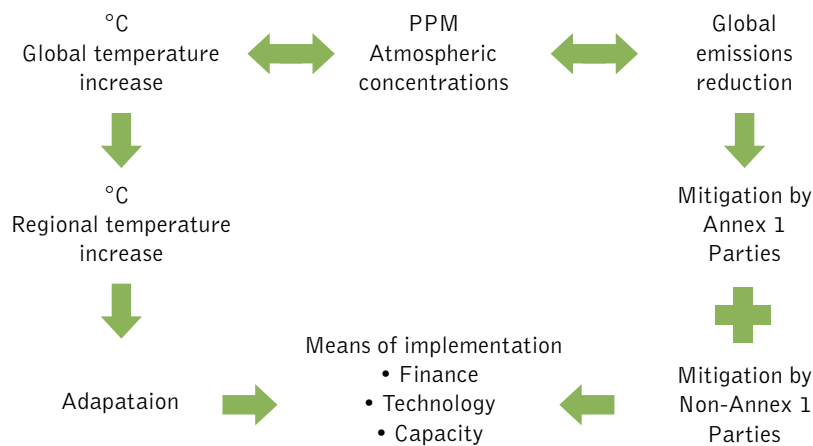 °C
Global temperature
increase
PPM
Atmospheric
concentrations
Global
emissions
reduction
°C
Regional temperature
increase
Mitigation by
Annex 1
Parties
Adapataion
Means of implementation
• Finance
• Technology
• Capacity
Mitigation by
Non-Annex 1
Parties